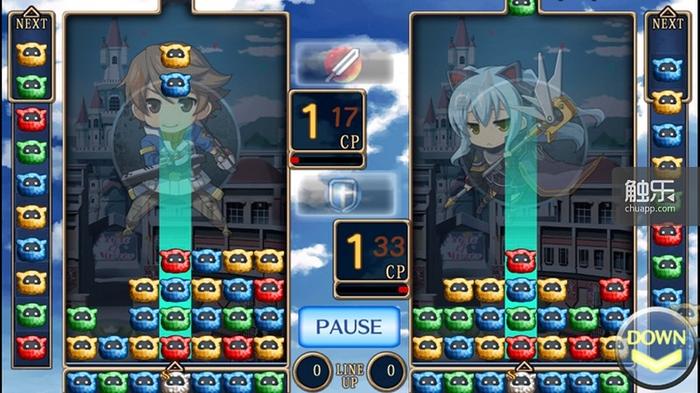 NEXT
NEXT
1 17
CP
触乐
chuapp.com
1 33
CP
PAUSE
DOWN
0 LINE UP 0